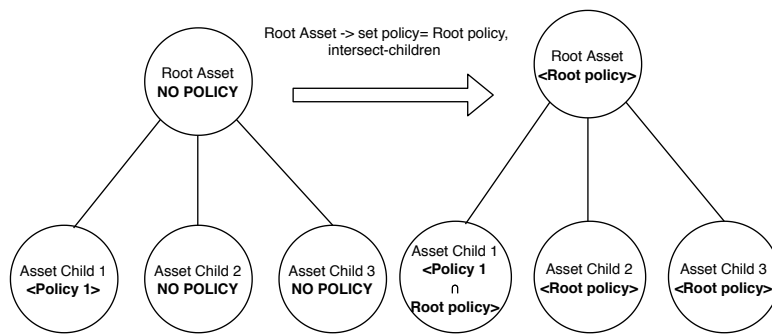 Root Asset -> set policy= Root policy,
intersect-children
Root Asset
NO POLICY
Root Asset
<Root policy>
Asset Child 1
<Policy 1>
Asset Child 2
NO POLICY
Asset Child 3
NO POLICY
Asset Child 1
<Policy 1
∩
Root policy>
Asset Child 2
<Root policy>
Asset Child 3
<Root policy>